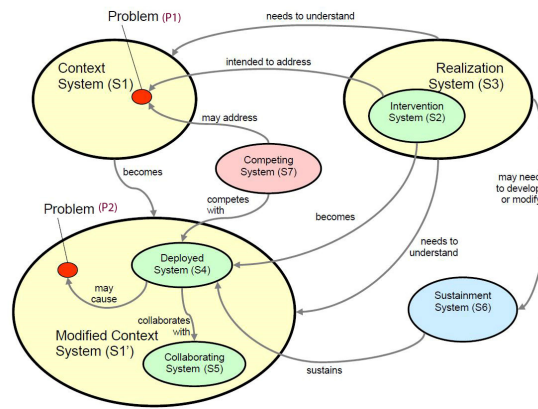 Problem (P1)
needs to understand
Context
System (S1)
intended to address
Realization
System (S3)
Intervention
System (S2)
may address
Competing
System (S7)
may need
to develop
or modify
becomes
competes
with
Problem (P2)
becomes
needs to
understand
Deployed
System (S4)
may
cause
collaborates
with
Sustainment
System (S6)
Modified Context
System (S1')
Collaborating
System (S5)
sustains